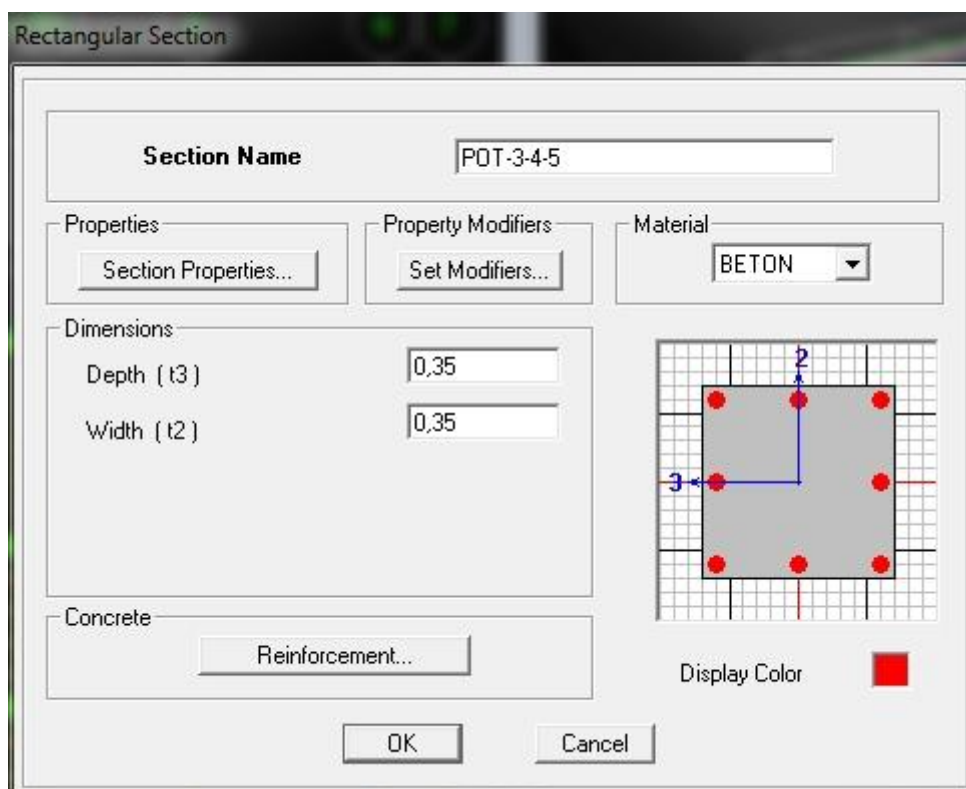 Rectangular Section
Section Name
POT-3-4-5
Properties
Section Properties...
Property Modifiers
Set Modifiers...
Material
BETON
Dimensions
Depth ( t3 )
0,35
Width ( t2 )
0,35
2
3
Concrete
Reinforcement...
Display Color
OK
Cancel